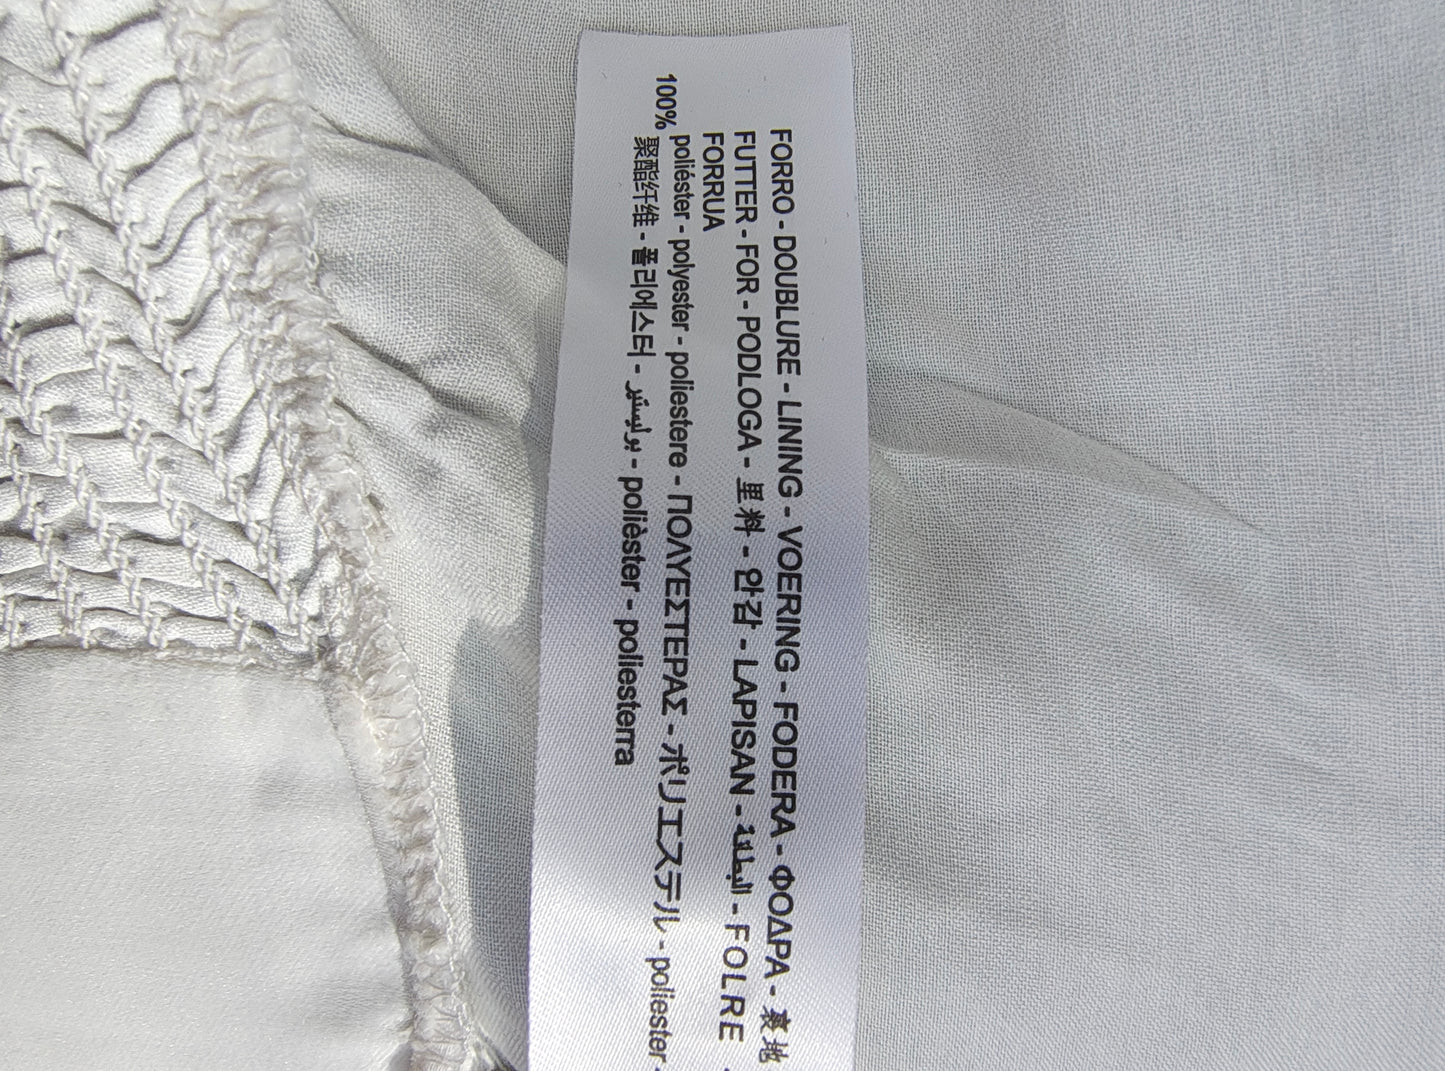 FORRO - DOUBLURE - LINING - VOERING - FODERA - ΦΟΔΡΑ - 裏地
FUTTER - FOR - PODLOGA - 里料 - 안감 - LAPISAN - البطانة - FOLRE -
FORRUA
100% poliéster - polyester - poliestere - ΠΟΛΥΕΣΤΕΡΑΣ - ポリエステル - poliester -
聚酯纤维 - 폴리에스터 - بوليستير - polièster - poliesterra